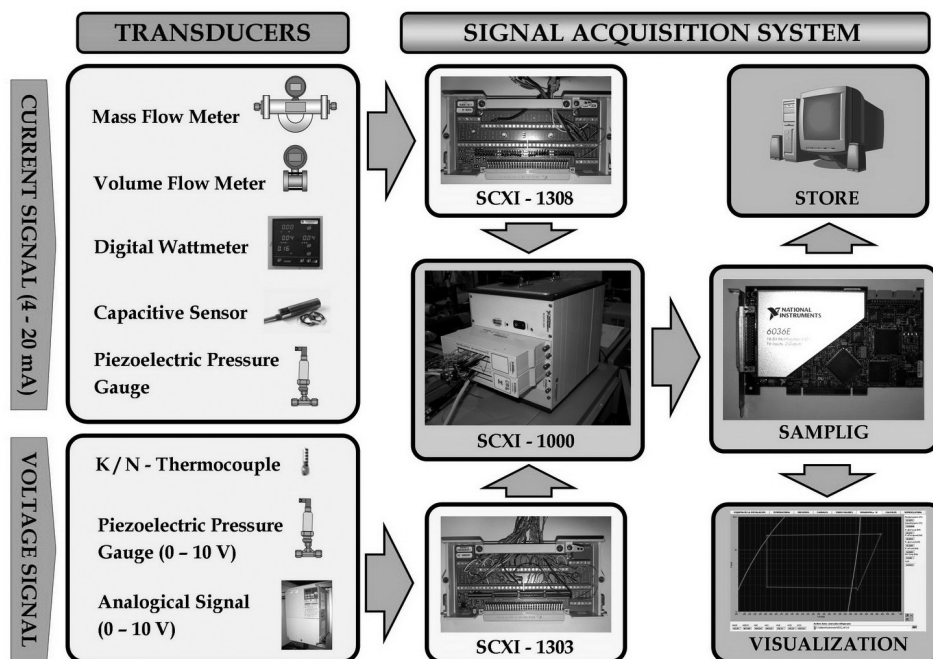 TRANSDUCERS
SIGNAL ACQUISITION SYSTEM
CURRENT SIGNAL (4 - 20 mA)
Mass Flow Meter
Volume Flow Meter
Digital Wattmeter
Capacitive Sensor
Piezoelectric Pressure
Gauge
VOLTAGE SIGNAL
K / N - Thermocouple
Piezoelectric Pressure
Gauge (0 – 10 V)
Analogical Signal
(0 – 10 V)
SCXI - 1308
SCXI - 1000
SCXI - 1303
STORE
NATIONAL
INSTRUMENTS
6036E
SAMPLIG
VISUALIZATION